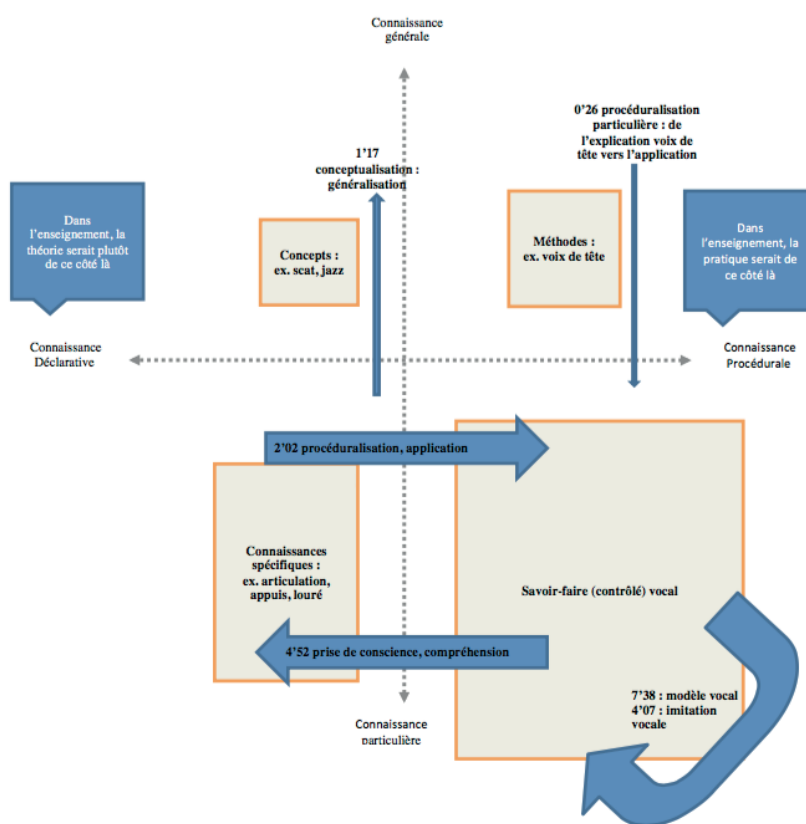 Connaissance
générale
0'26 procéduralisation
particulière : de
l'explication voix de
tête vers l'application
1'17
conceptualisation :
généralisation
Dans
l'enseignement, la
théorie serait plutôt
de ce côté là
Concepts :
ex. scat, jazz
Méthodes :
ex. voix de tête
Dans
l'enseignement, la
pratique serait de
ce côté là
Connaissance
Déclarative
Connaissance
Procédurale
2'02 procéduralisation, application
Connaissances
spécifiques :
ex. articulation,
appuis, louré
Savoir-faire (contrôlé) vocal
4'52 prise de conscience, compréhension
7'38 : modèle vocal
4'07 : imitation
vocale
Connaissance
particulière